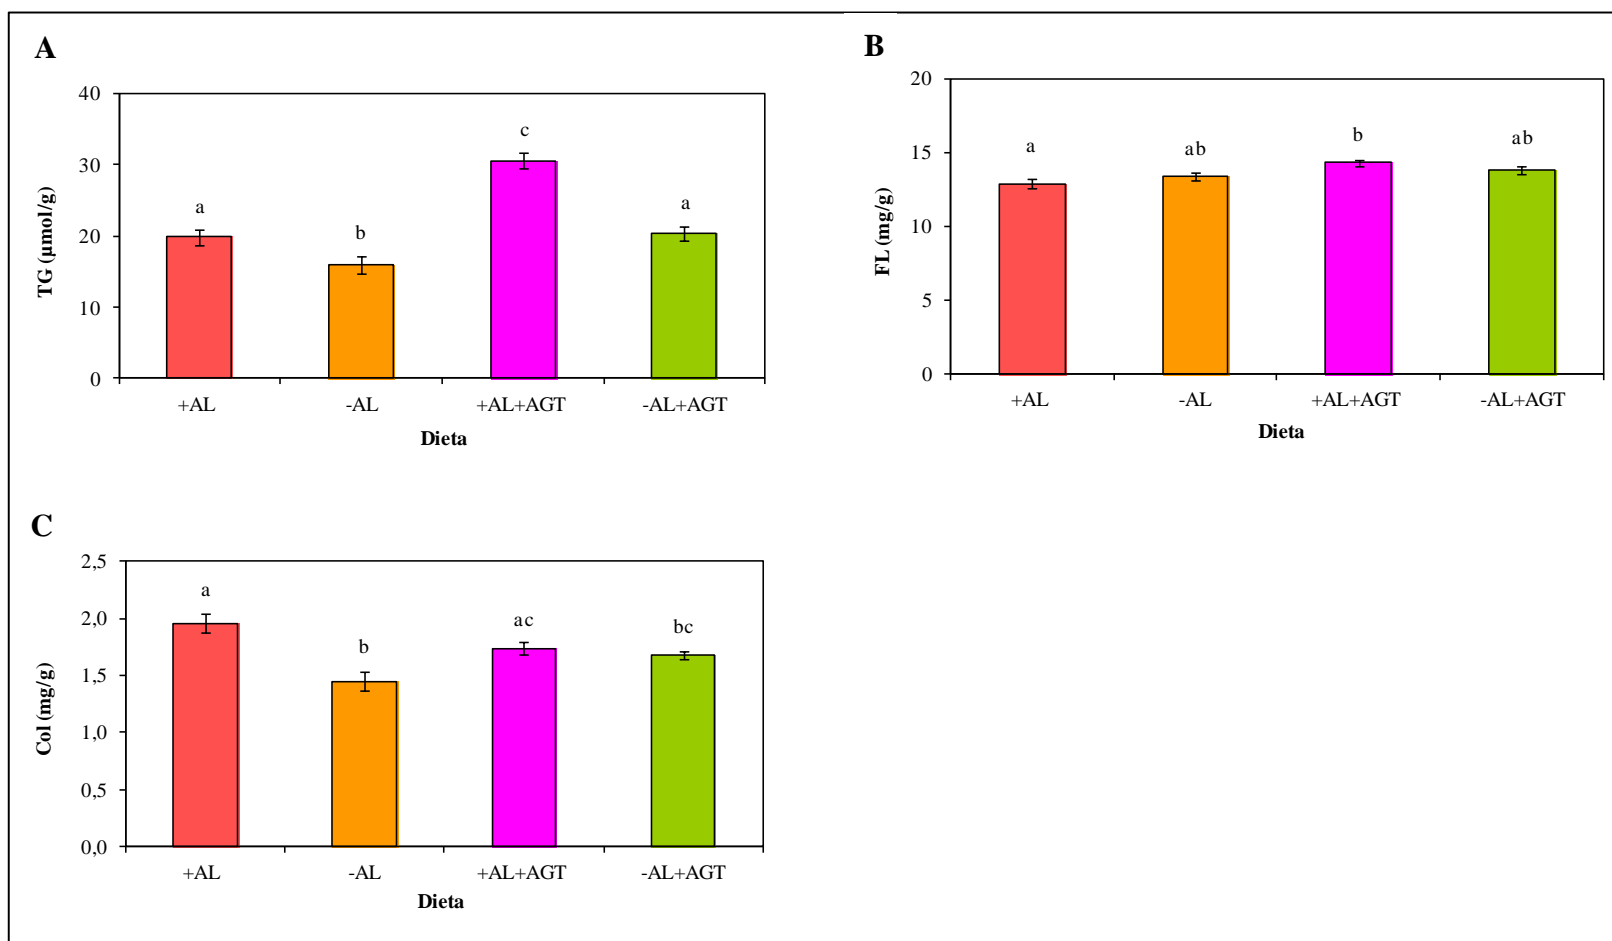 A
TG (µmol/g)
40
30
20
10
0
a
b
c
a
+AL
-AL
+AL+AGT
-AL+AGT
Dieta
B
FL (mg/g)
20
15
10
5
0
a
ab
b
ab
+AL
-AL
+AL+AGT
-AL+AGT
Dieta
C
Col (mg/g)
2,5
2,0
1,5
1,0
0,5
0,0
a
b
ac
bc
+AL
-AL
+AL+AGT
-AL+AGT
Dieta